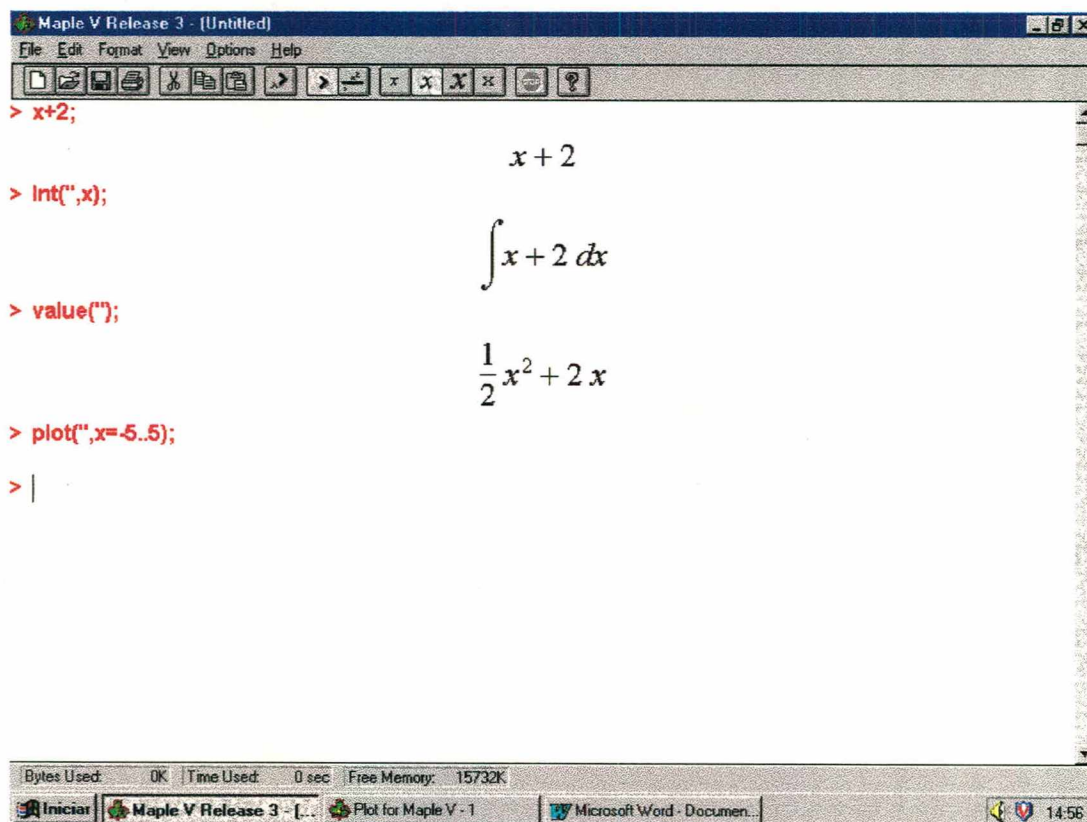 Maple V Release 3 - [Untitled]
File Edit Format View Options Help
x x x x STOP ?
> x+2;
x + 2
> Int(",x);
∫ x + 2 dx
> value(");
1/2 x² + 2 x
> plot(",x=-5..5);
>
Bytes Used: 0K Time Used: 0 sec Free Memory: 15732K
Iniciar Maple V Release 3 - [... Plot for Maple V - 1 Microsoft Word - Documen... 14:56